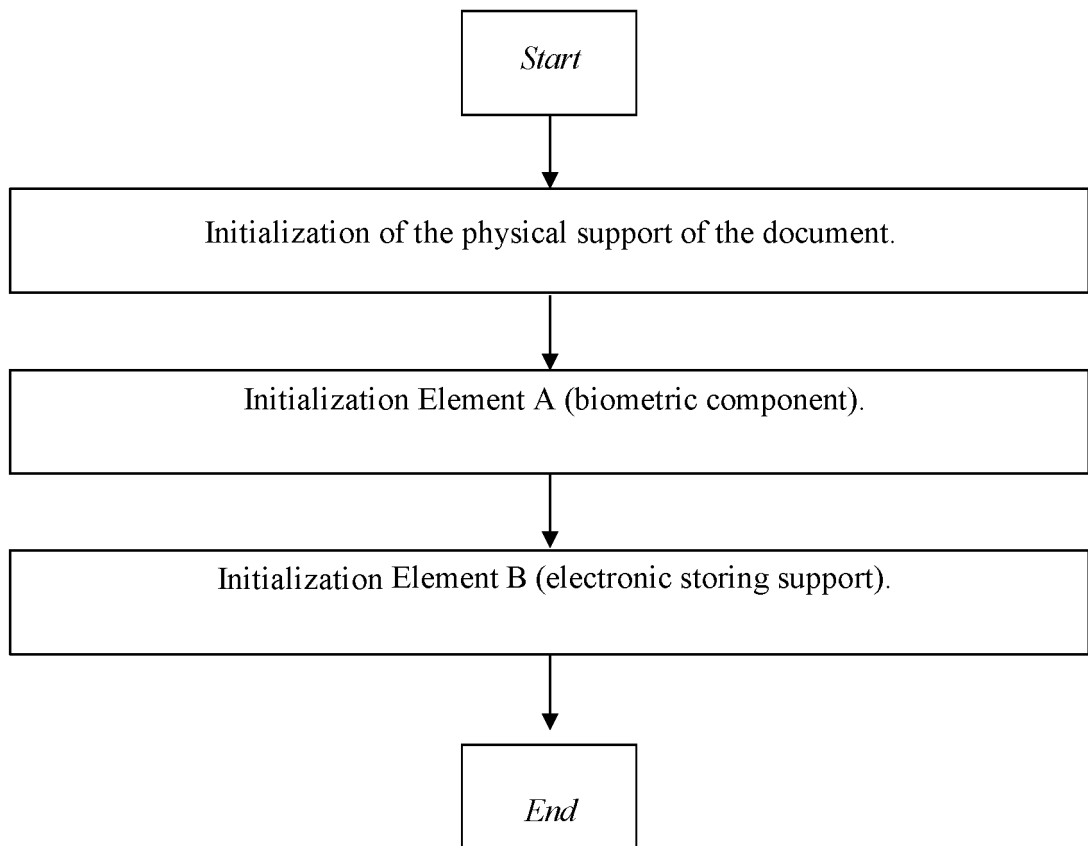 Start
Initialization of the physical support of the document.
Initialization Element A (biometric component).
Initialization Element B (electronic storing support).
End